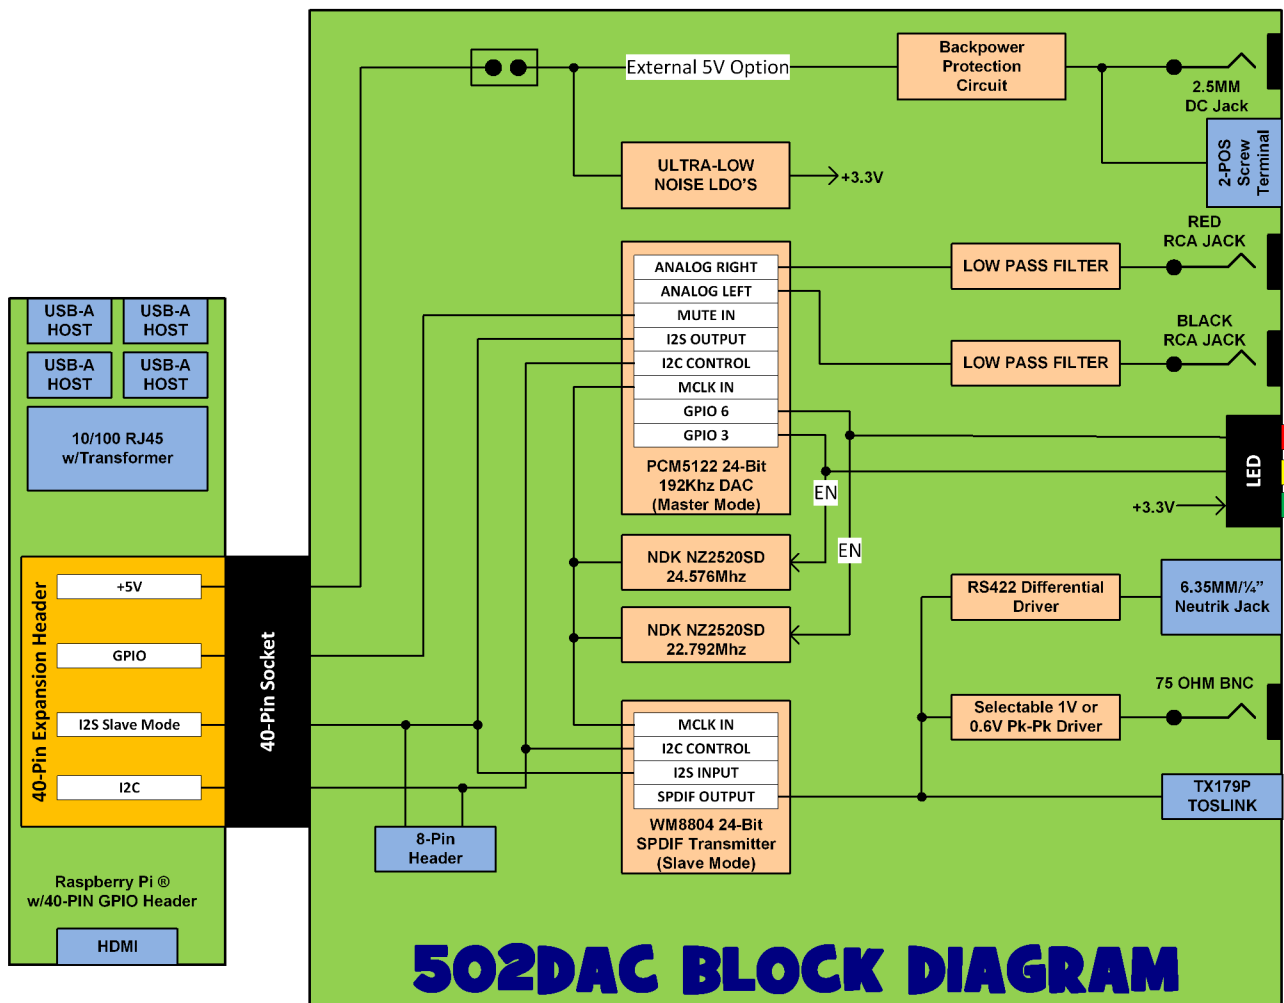 External 5V Option
Backpower
Protection
Circuit
2.5MM
DC Jack
2-POS
Screw
Terminal
ULTRA-LOW
NOISE LDO'S
+3.3V
RED
RCA JACK
ANALOG RIGHT
ANALOG LEFT
MUTE IN
I2S OUTPUT
I2C CONTROL
MCLK IN
GPIO 6
GPIO 3
PCM5122 24-Bit
192Khz DAC
(Master Mode)
LOW PASS FILTER
BLACK
RCA JACK
LOW PASS FILTER
USB-A
HOST
USB-A
HOST
USB-A
HOST
USB-A
HOST
10/100 RJ45
w/Transformer
LED
+3.3V
EN
EN
NDK NZ2520SD
24.576Mhz
NDK NZ2520SD
22.792Mhz
40-Pin Expansion Header
+5V
GPIO
I2S Slave Mode
I2C
40-Pin Socket
RS422 Differential
Driver
6.35MM/¼”
Neutrik Jack
75 OHM BNC
Selectable 1V or
0.6V Pk-Pk Driver
MCLK IN
I2C CONTROL
I2S INPUT
SPDIF OUTPUT
WM8804 24-Bit
SPDIF Transmitter
(Slave Mode)
TX179P
TOSLINK
8-Pin
Header
Raspberry Pi ®
w/40-PIN GPIO Header
HDMI
502DAC BLOCK DIAGRAM